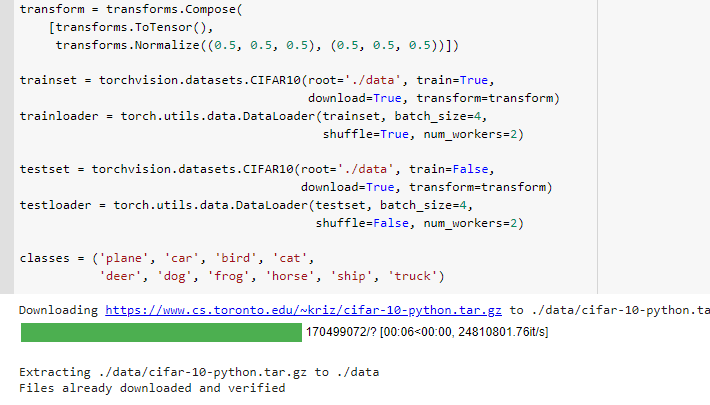 transform = transforms.Compose(
    [transforms.ToTensor(),
     transforms.Normalize((0.5, 0.5, 0.5), (0.5, 0.5, 0.5))])

trainset = torchvision.datasets.CIFAR10(root='./data', train=True,
                                        download=True, transform=transform)
trainloader = torch.utils.data.DataLoader(trainset, batch_size=4,
                                          shuffle=True, num_workers=2)

testset = torchvision.datasets.CIFAR10(root='./data', train=False,
                                       download=True, transform=transform)
testloader = torch.utils.data.DataLoader(testset, batch_size=4,
                                         shuffle=False, num_workers=2)

classes = ('plane', 'car', 'bird', 'cat',
           'deer', 'dog', 'frog', 'horse', 'ship', 'truck')
Downloading https://www.cs.toronto.edu/~kriz/cifar-10-python.tar.gz to ./data/cifar-10-python.ta
170499072/? [00:06<00:00, 24810801.76it/s]
Extracting ./data/cifar-10-python.tar.gz to ./data
Files already downloaded and verified